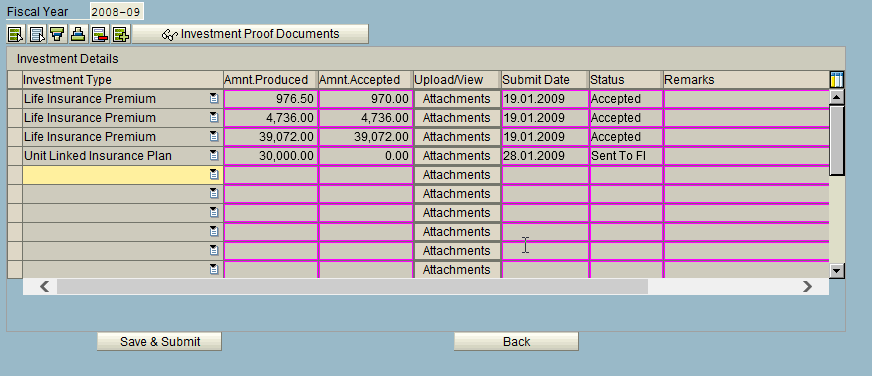 Fiscal Year 2008-09
Investment Proof Documents
Investment Details
Investment Type Amnt.Produced Amnt.Accepted Upload/View Submit Date Status Remarks
Life Insurance Premium 976.50 970.00 Attachments 19.01.2009 Accepted
Life Insurance Premium 4,736.00 4,736.00 Attachments 19.01.2009 Accepted
Life Insurance Premium 39,072.00 39,072.00 Attachments 19.01.2009 Accepted
Unit Linked Insurance Plan 30,000.00 0.00 Attachments 28.01.2009 Sent To FI
Attachments
Attachments
Attachments
Attachments
Attachments
Attachments
Save & Submit Back